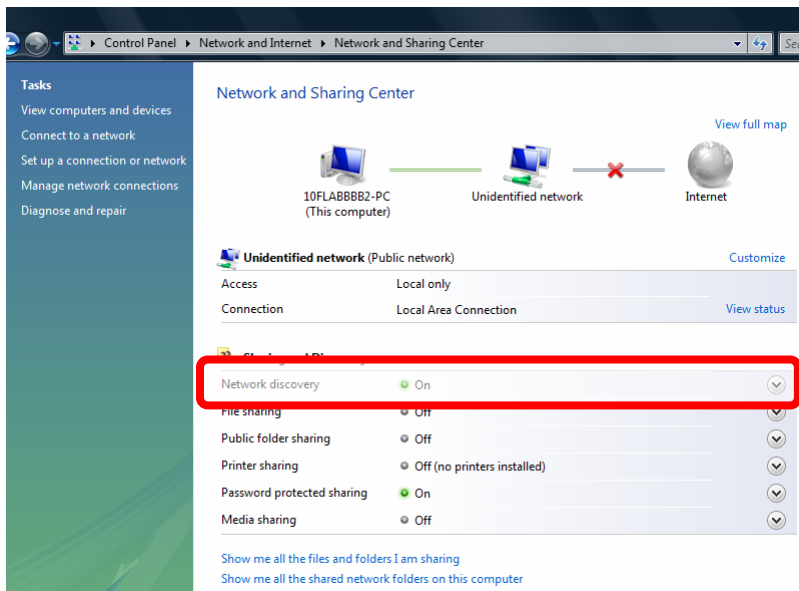 Control Panel ▸ Network and Internet ▸ Network and Sharing Center
Tasks
View computers and devices
Connect to a network
Set up a connection or network
Manage network connections
Diagnose and repair
Network and Sharing Center
View full map
10FLABBBB2-PC
(This computer)
Unidentified network
Internet
Unidentified network (Public network) Customize
Access Local only
Connection Local Area Connection View status
Network discovery On
File sharing Off
Public folder sharing Off
Printer sharing Off (no printers installed)
Password protected sharing On
Media sharing Off
Show me all the files and folders I am sharing
Show me all the shared network folders on this computer